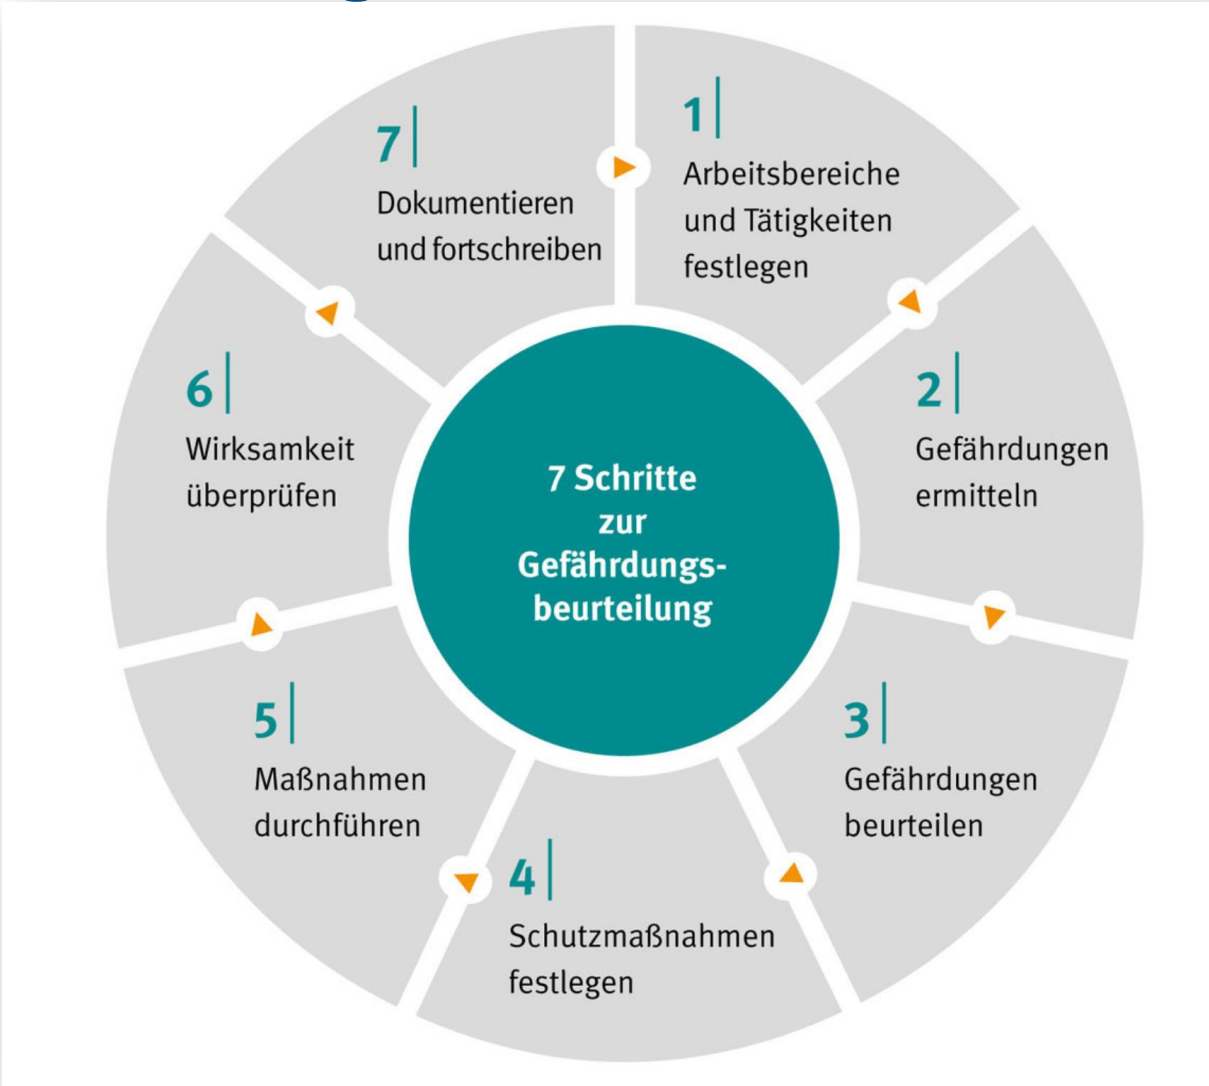 7 Schritte
zur
Gefährdungs-
beurteilung
1
Arbeitsbereiche
und Tätigkeiten
festlegen
2
Gefährdungen
ermitteln
3
Gefährdungen
beurteilen
4
Schutzmaßnahmen
festlegen
5
Maßnahmen
durchführen
6
Wirksamkeit
überprüfen
7
Dokumentieren
und fortschreiben